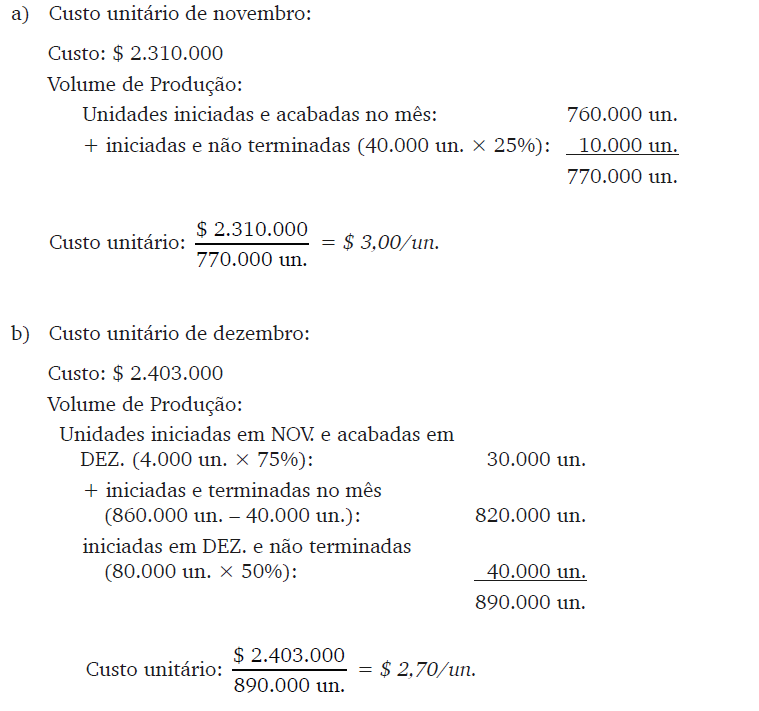 a) Custo unitário de novembro:
Custo: $ 2.310.000
Volume de Produção:
Unidades iniciadas e acabadas no mês: 760.000 un.
+ iniciadas e não terminadas (40.000 un. × 25%): 10.000 un.
770.000 un.
Custo unitário: $ 2.310.000 / 770.000 un. = $ 3,00/un.
b) Custo unitário de dezembro:
Custo: $ 2.403.000
Volume de Produção:
Unidades iniciadas em NOV. e acabadas em
DEZ. (4.000 un. × 75%): 30.000 un.
+ iniciadas e terminadas no mês
(860.000 un. – 40.000 un.): 820.000 un.
iniciadas em DEZ. e não terminadas
(80.000 un. × 50%): 40.000 un.
890.000 un.
Custo unitário: $ 2.403.000 / 890.000 un. = $ 2,70/un.